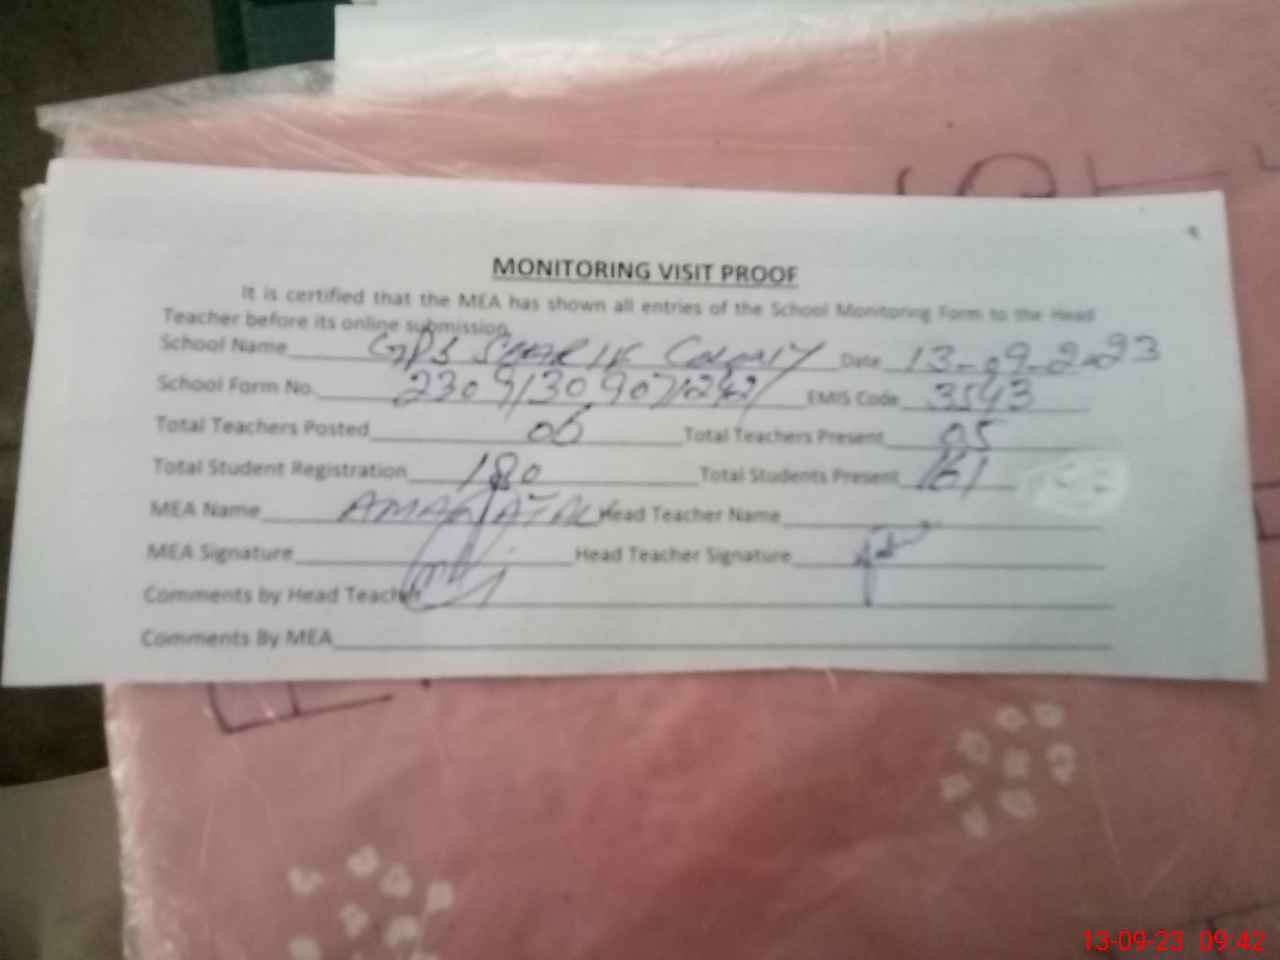 MONITORING VISIT PROOF
It is certified that the MEA has shown all entries of the School Monitoring Form to the Head
Teacher before its online submission
School Name GPS Colony Date 13-09-2023
School Form No. EMIS Code 3543
Total Teachers Posted 06 Total Teachers Present 05
Total Student Registration 180 Total Students Present 161
MEA Name Head Teacher Name
MEA Signature Head Teacher Signature
Comments by Head Teacher
Comments By MEA
13-09-23 09:42